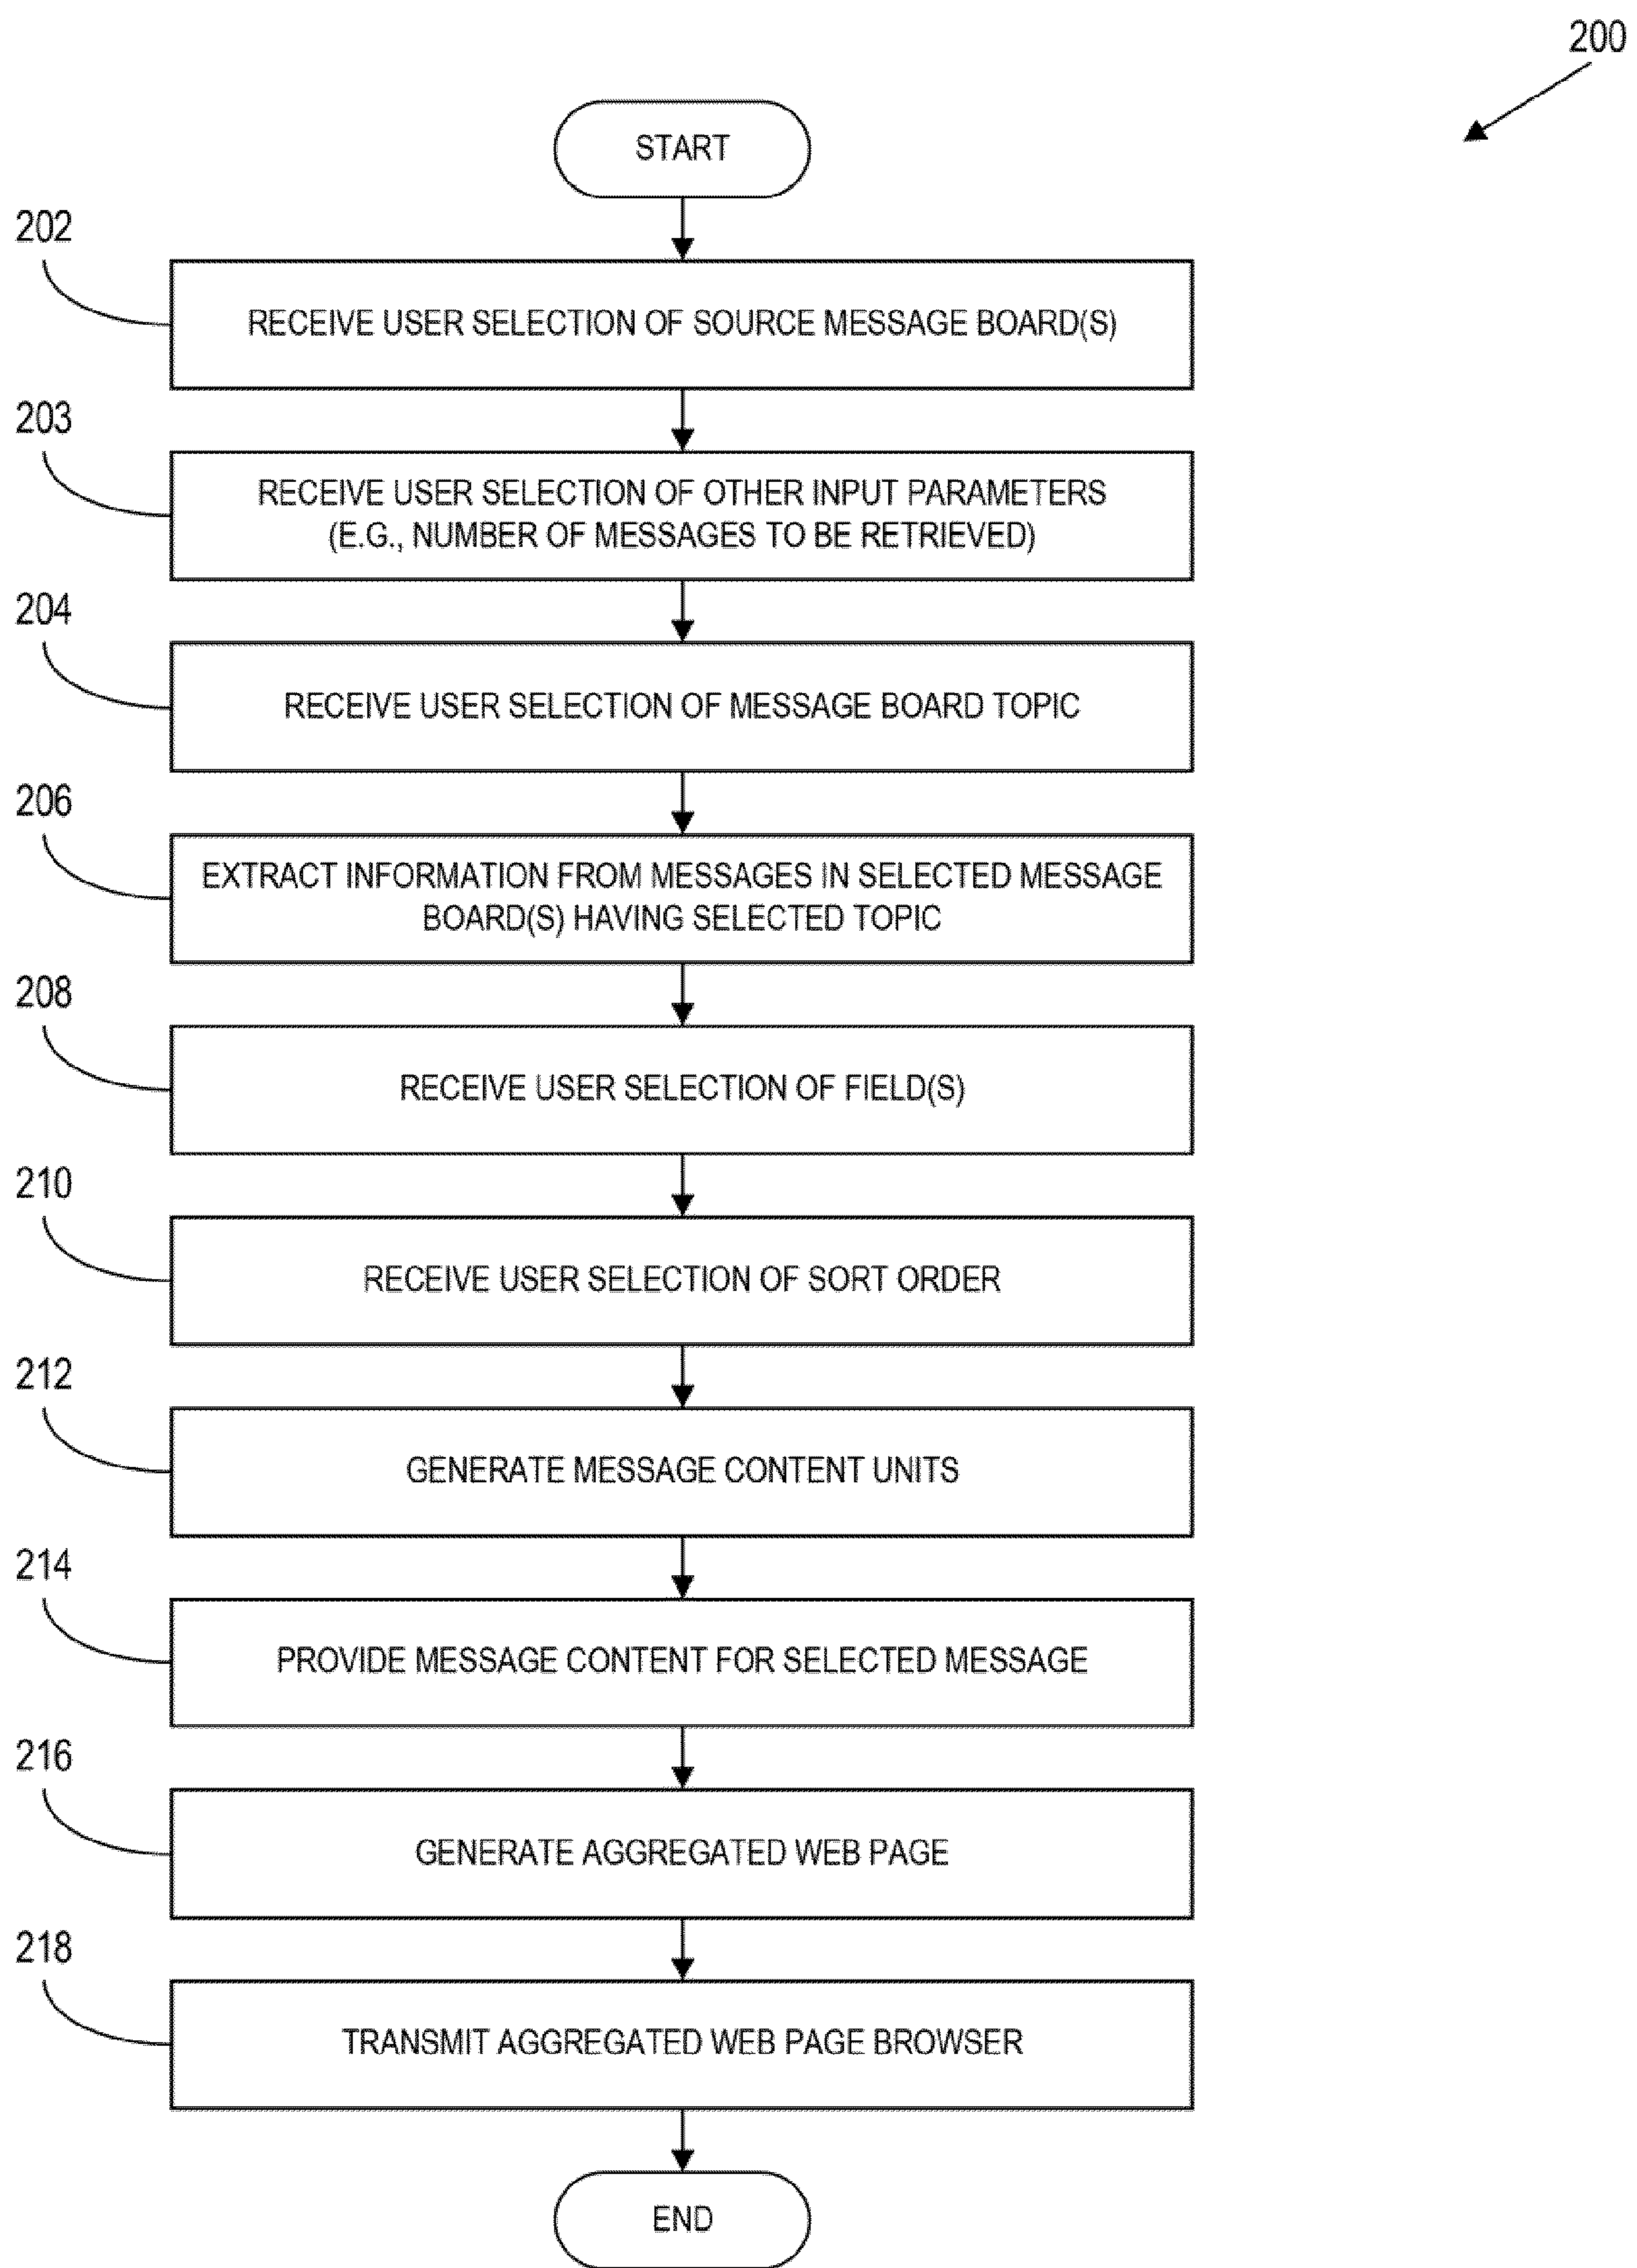 200
START
202
RECEIVE USER SELECTION OF SOURCE MESSAGE BOARD(S)
203
RECEIVE USER SELECTION OF OTHER INPUT PARAMETERS
(E.G., NUMBER OF MESSAGES TO BE RETRIEVED)
204
RECEIVE USER SELECTION OF MESSAGE BOARD TOPIC
206
EXTRACT INFORMATION FROM MESSAGES IN SELECTED MESSAGE
BOARD(S) HAVING SELECTED TOPIC
208
RECEIVE USER SELECTION OF FIELD(S)
210
RECEIVE USER SELECTION OF SORT ORDER
212
GENERATE MESSAGE CONTENT UNITS
214
PROVIDE MESSAGE CONTENT FOR SELECTED MESSAGE
216
GENERATE AGGREGATED WEB PAGE
218
TRANSMIT AGGREGATED WEB PAGE BROWSER
END